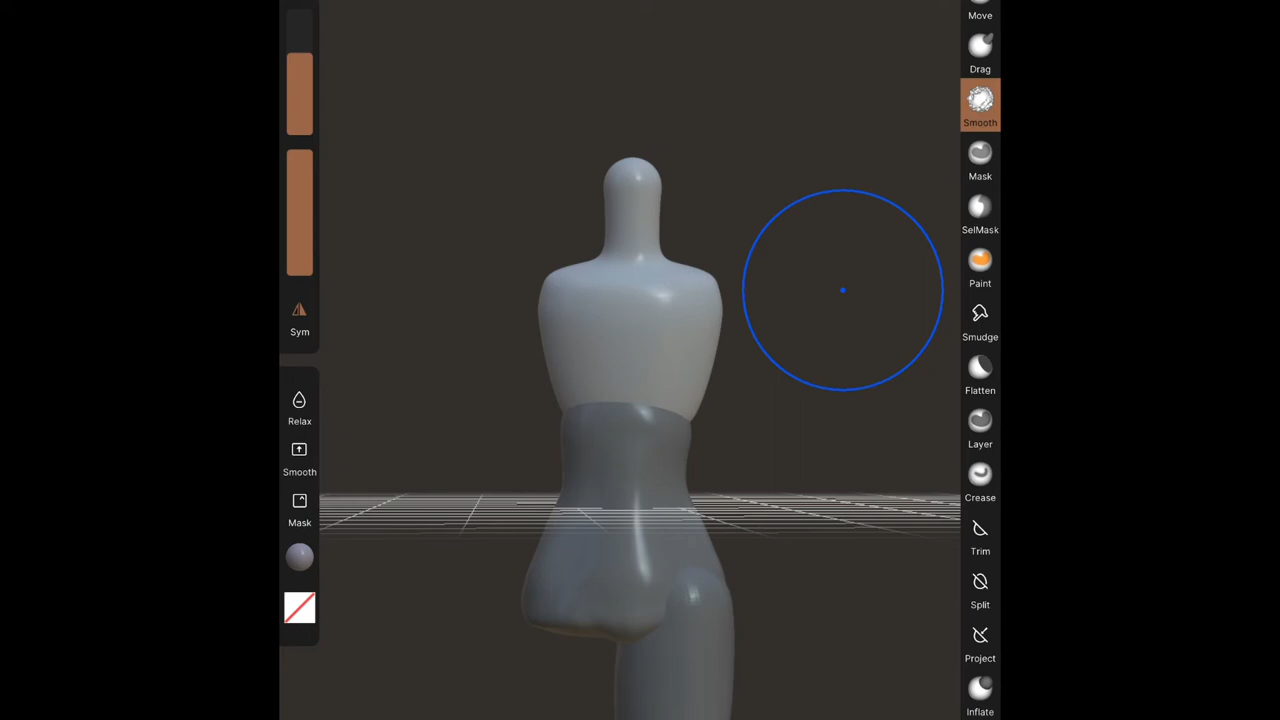 Sym
Relax
Smooth
Mask
Move
Drag
Smooth
Mask
SelMask
Paint
Smudge
Flatten
Layer
Crease
Trim
Split
Project
Inflate